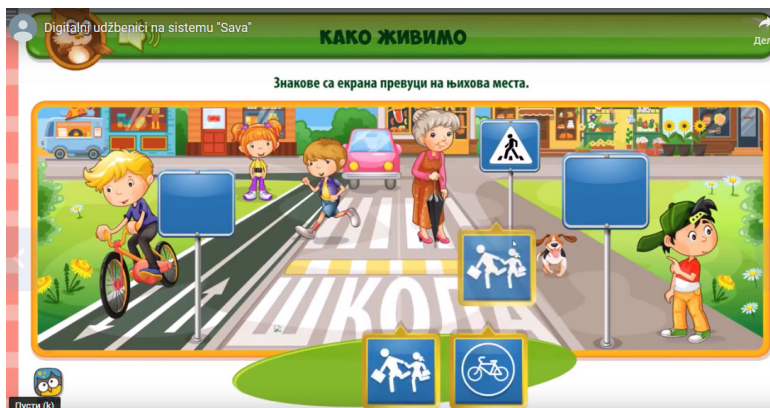 Digitalni udžbenici na sistemu "Sava"
КАКО ЖИВИМО
Знакове са екрана превуци на њихова места.
ШКОЛА
Пусти (k)